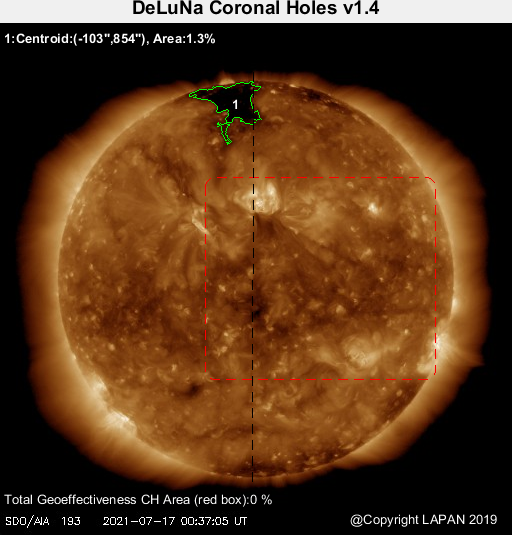 DeLuNa Coronal Holes v1.4
1:Centroid:(-103",854"), Area:1.3%
1
Total Geoeffectiveness CH Area (red box):0 %
SDO/AIA 193 2021-07-17 00:37:05 UT
@Copyright LAPAN 2019